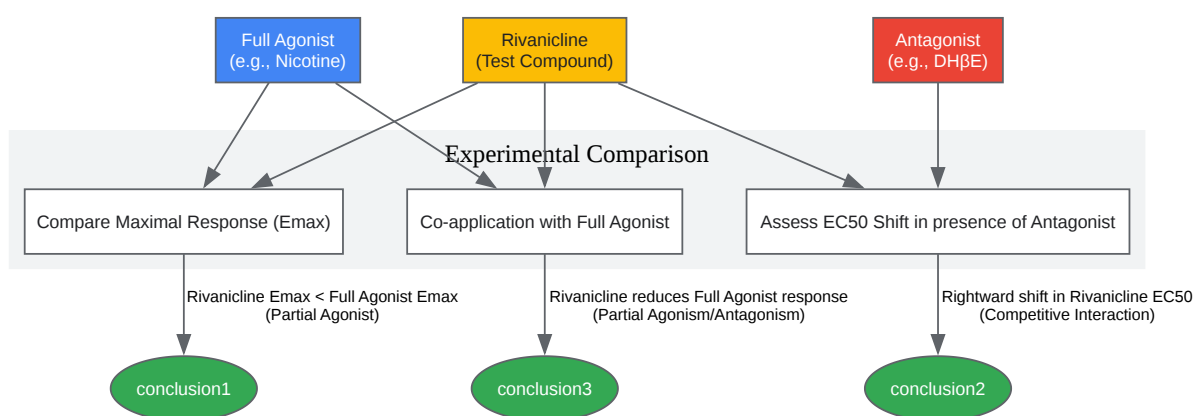 Full Agonist
(e.g., Nicotine)
Rivanicline
(Test Compound)
Antagonist
(e.g., DHβE)
Experimental Comparison
Compare Maximal Response (Emax)
Co-application with Full Agonist
Assess EC50 Shift in presence of Antagonist
Rivanicline Emax < Full Agonist Emax
(Partial Agonist)
Rivanicline reduces Full Agonist response
(Partial Agonism/Antagonism)
Rightward shift in Rivanicline EC50
(Competitive Interaction)
conclusion1
conclusion3
conclusion2